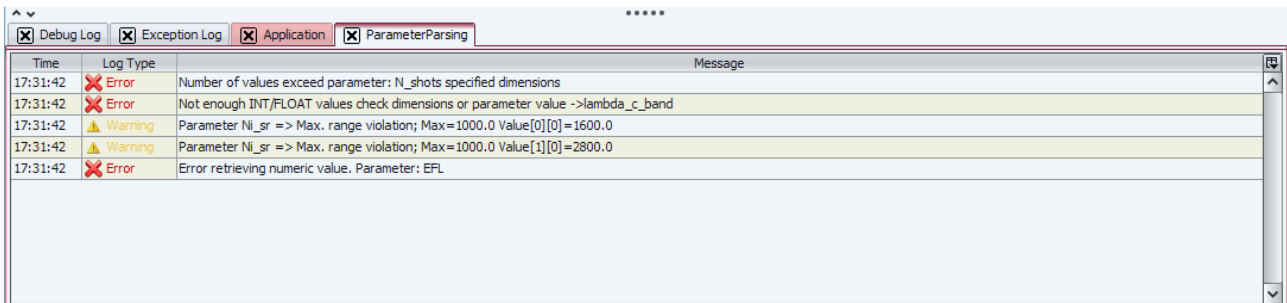 Debug Log Exception Log Application ParameterParsing
Time Log Type Message
17:31:42 Error Number of values exceed parameter: N_shots specified dimensions
17:31:42 Error Not enough INT/FLOAT values check dimensions or parameter value ->lambda_c_band
17:31:42 Warning Parameter Ni_sr => Max. range violation; Max=1000.0 Value[0][0]=1600.0
17:31:42 Warning Parameter Ni_sr => Max. range violation; Max=1000.0 Value[1][0]=2800.0
17:31:42 Error Error retrieving numeric value. Parameter: EFL